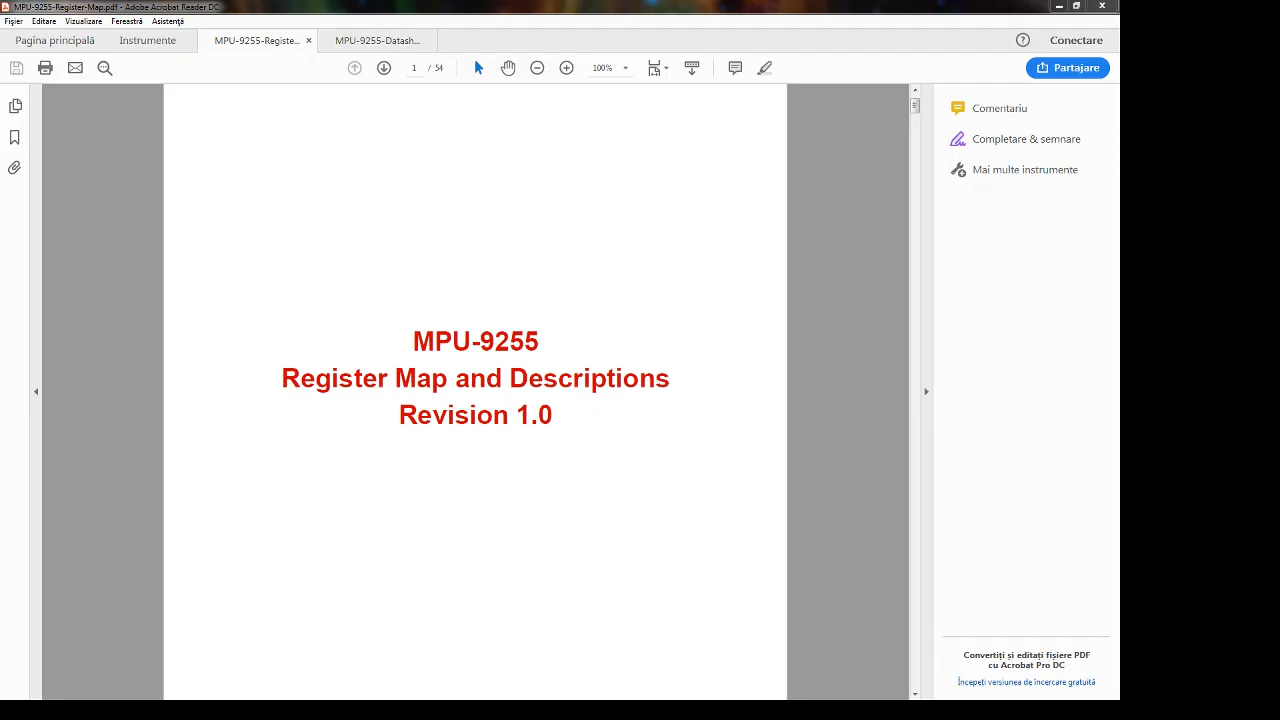 MPU-9255-Register-Map.pdf - Adobe Acrobat Reader DC
Fișier Editare Vizualizare Fereastră Asistență
Pagina principală Instrumente MPU-9255-Registe... × MPU-9255-Datash... Conectare
1 / 54 100% Partajare
Comentariu
Completare & semnare
Mai multe instrumente
MPU-9255
Register Map and Descriptions
Revision 1.0
Convertiți și editați fișiere PDF
cu Acrobat Pro DC
Începeți versiunea de încercare gratuită